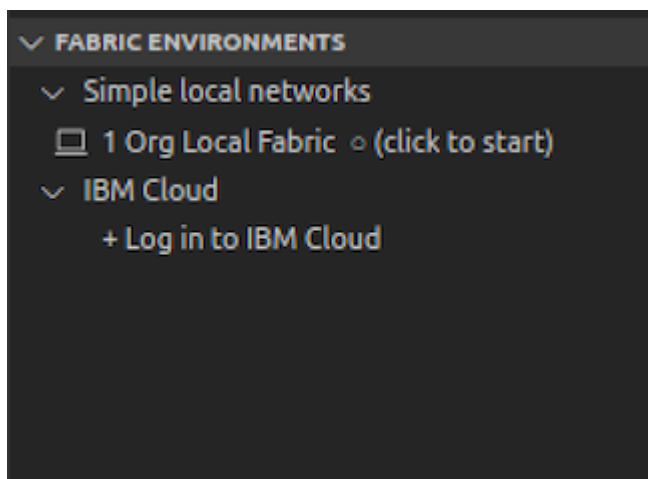 FABRIC ENVIRONMENTS
Simple local networks
1 Org Local Fabric ○ (click to start)
IBM Cloud
+ Log in to IBM Cloud